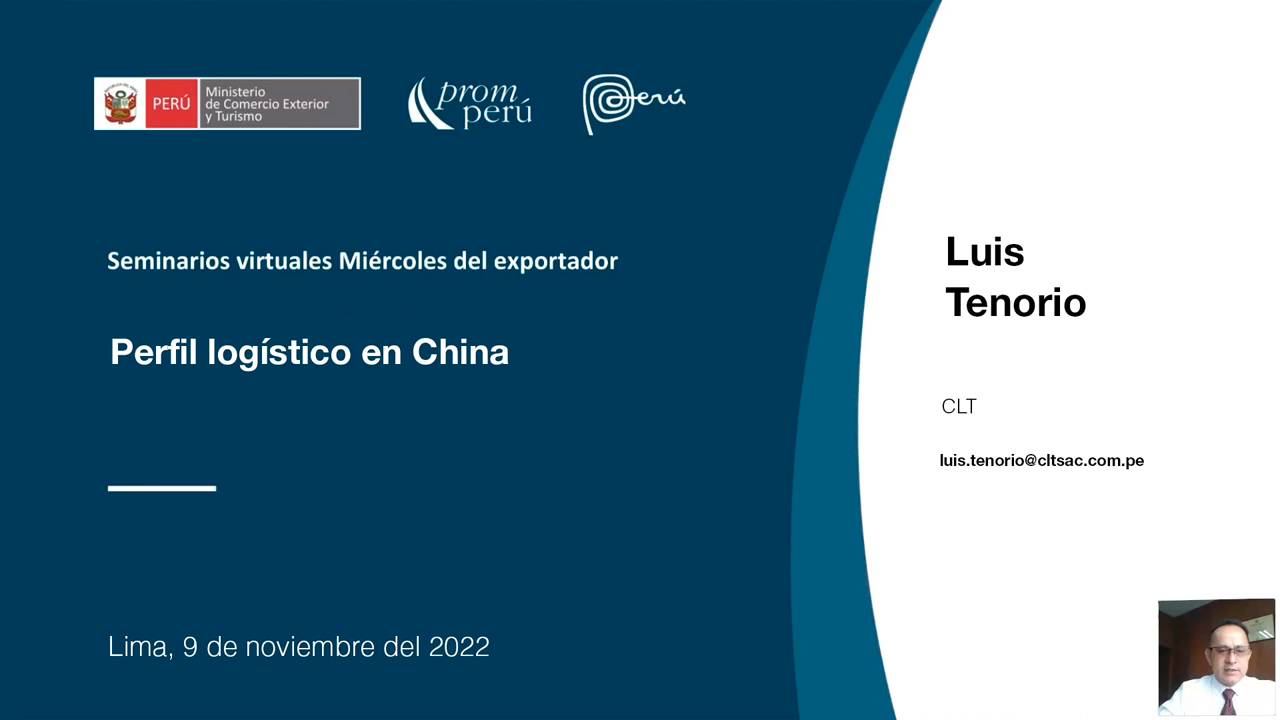 PERÚ
Ministerio
de Comercio Exterior
y Turismo
prom
perú
Perú
Seminarios virtuales Miércoles del exportador
Perfil logístico en China
Lima, 9 de noviembre del 2022
Luis
Tenorio
CLT
luis.tenorio@cltsac.com.pe